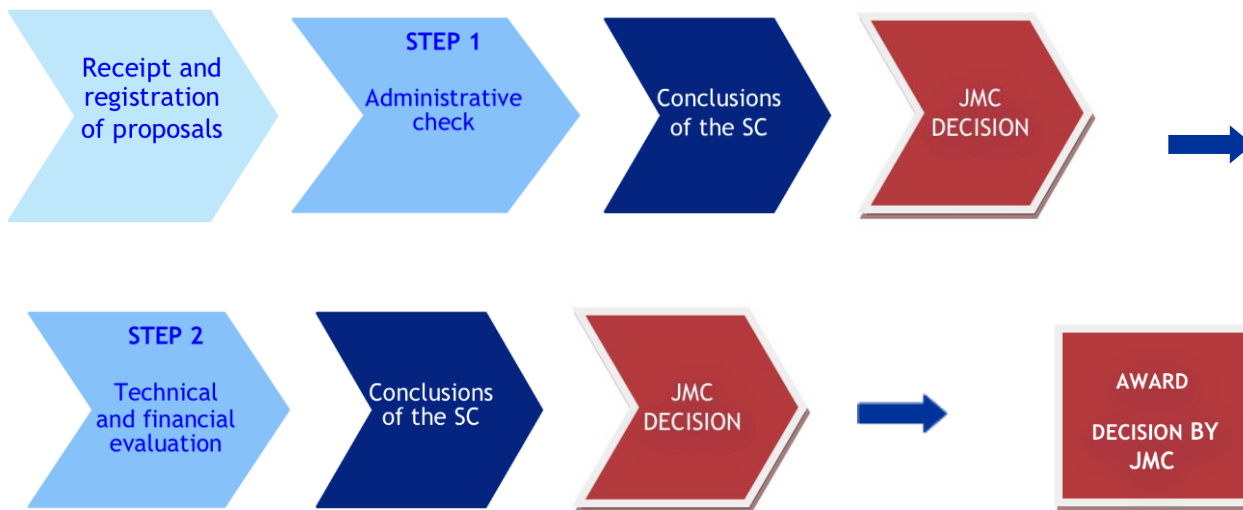 Receipt and
registration
of proposals
STEP 1
Administrative
check
Conclusions
of the SC
JMC
DECISION
STEP 2
Technical
and financial
evaluation
Conclusions
of the SC
JMC
DECISION
AWARD
DECISION BY
JMC